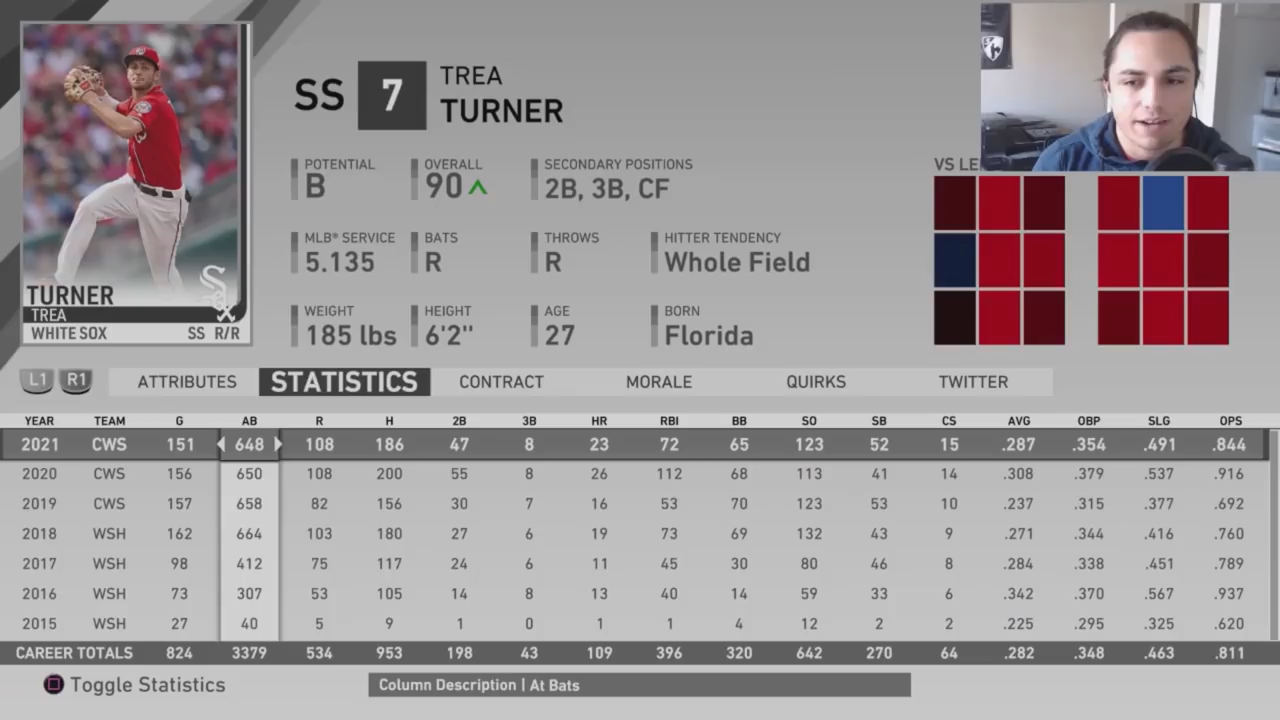 SS 7 TREA TURNER
POTENTIAL OVERALL SECONDARY POSITIONS
B 90 2B, 3B, CF
VS LE
MLB® SERVICE BATS THROWS HITTER TENDENCY
5.135 R R Whole Field
TURNER
TREA
WHITE SOX SS R/R
WEIGHT HEIGHT AGE BORN
185 lbs 6'2" 27 Florida
L1 R1 ATTRIBUTES STATISTICS CONTRACT MORALE QUIRKS TWITTER
YEAR TEAM G AB R H 2B 3B HR RBI BB SO SB CS AVG OBP SLG OPS
2021 CWS 151 648 108 186 47 8 23 72 65 123 52 15 .287 .354 .491 .844
2020 CWS 156 650 108 200 55 8 26 112 68 113 41 14 .308 .379 .537 .916
2019 CWS 157 658 82 156 30 7 16 53 70 123 53 10 .237 .315 .377 .692
2018 WSH 162 664 103 180 27 6 19 73 69 132 43 9 .271 .344 .416 .760
2017 WSH 98 412 75 117 24 6 11 45 30 80 46 8 .284 .338 .451 .789
2016 WSH 73 307 53 105 14 8 13 40 14 59 33 6 .342 .370 .567 .937
2015 WSH 27 40 5 9 1 0 1 1 4 12 2 2 .225 .295 .325 .620
CAREER TOTALS 824 3379 534 953 198 43 109 396 320 642 270 64 .282 .348 .463 .811
Toggle Statistics
Column Description | At Bats